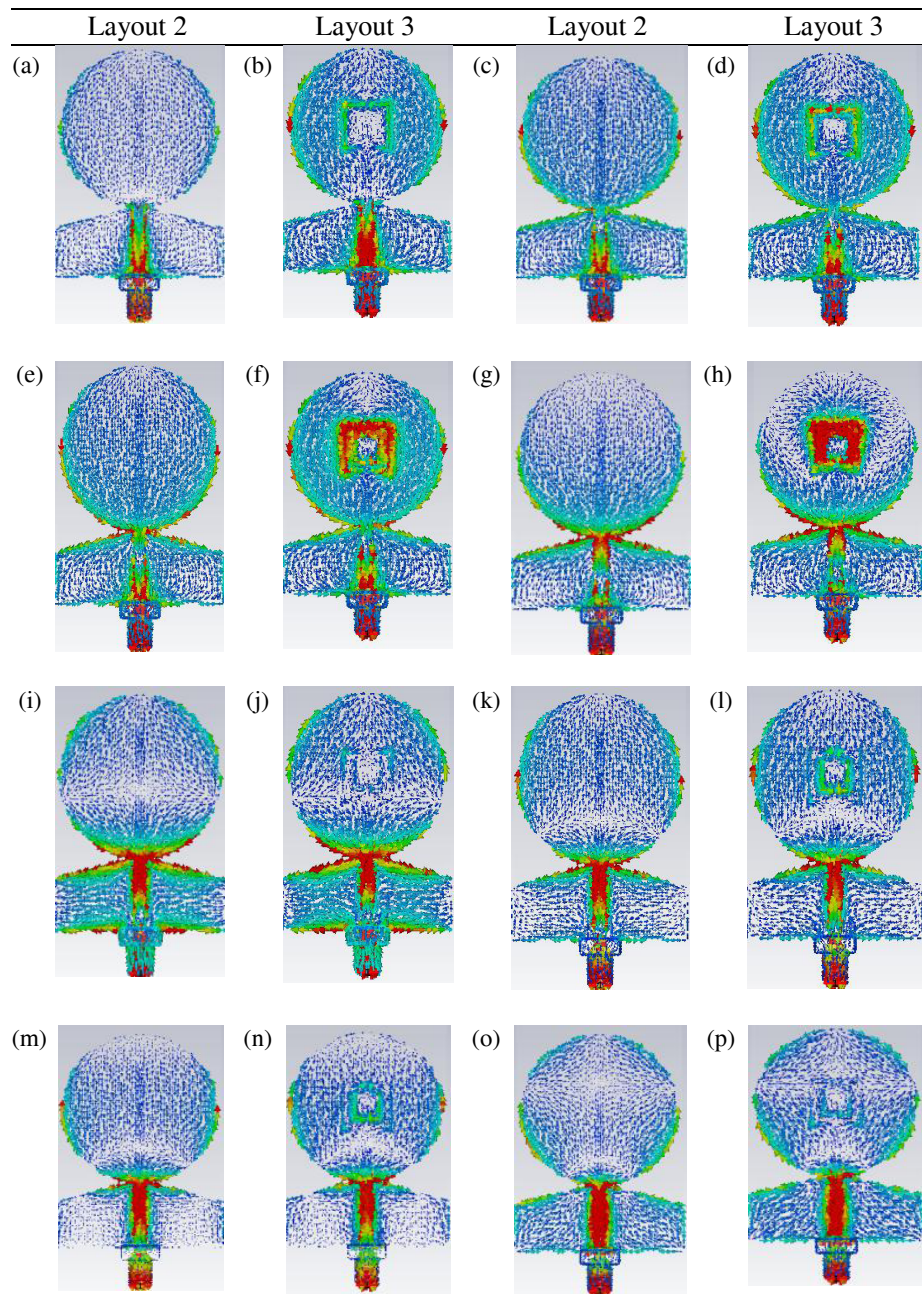 Layout 2 Layout 3 Layout 2 Layout 3
(a) (b) (c) (d)
(e) (f) (g) (h)
(i) (j) (k) (l)
(m) (n) (o) (p)